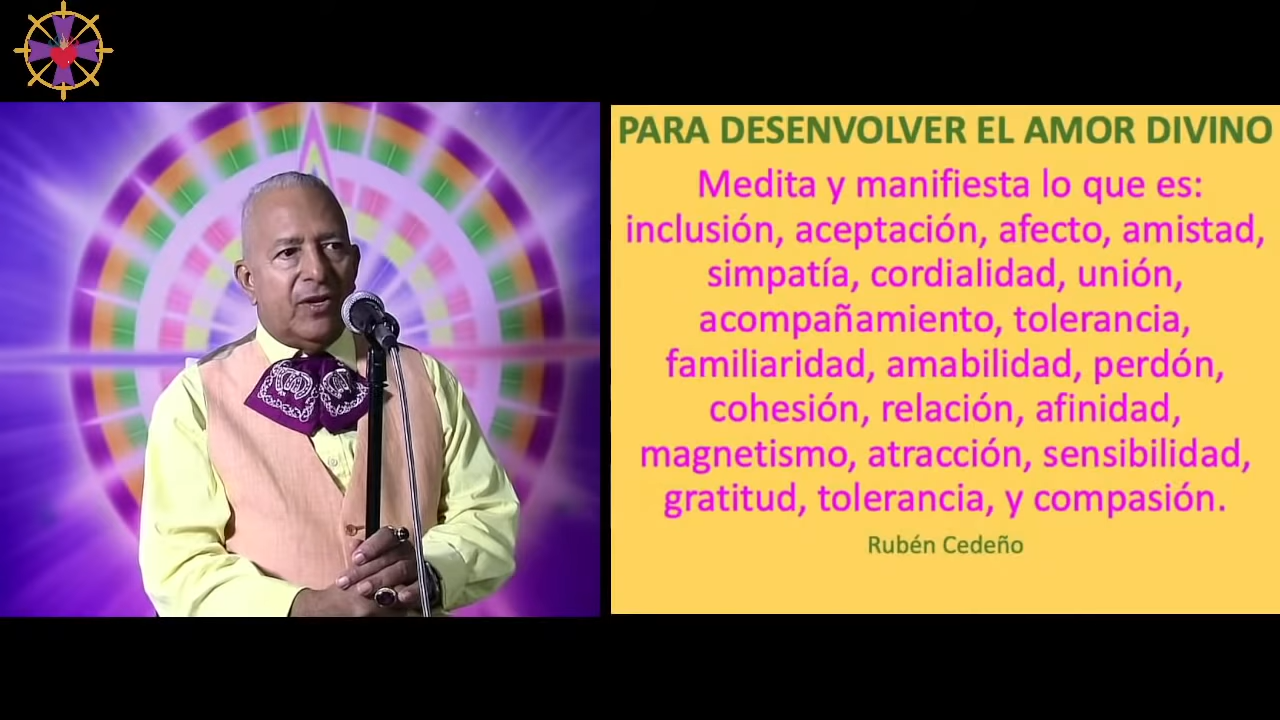 PARA DESENVOLVER EL AMOR DIVINO
Medita y manifiesta lo que es:
inclusión, aceptación, afecto, amistad,
simpatía, cordialidad, unión,
acompañamiento, tolerancia,
familiaridad, amabilidad, perdón,
cohesión, relación, afinidad,
magnetismo, atracción, sensibilidad,
gratitud, tolerancia, y compasión.
Rubén Cedeño